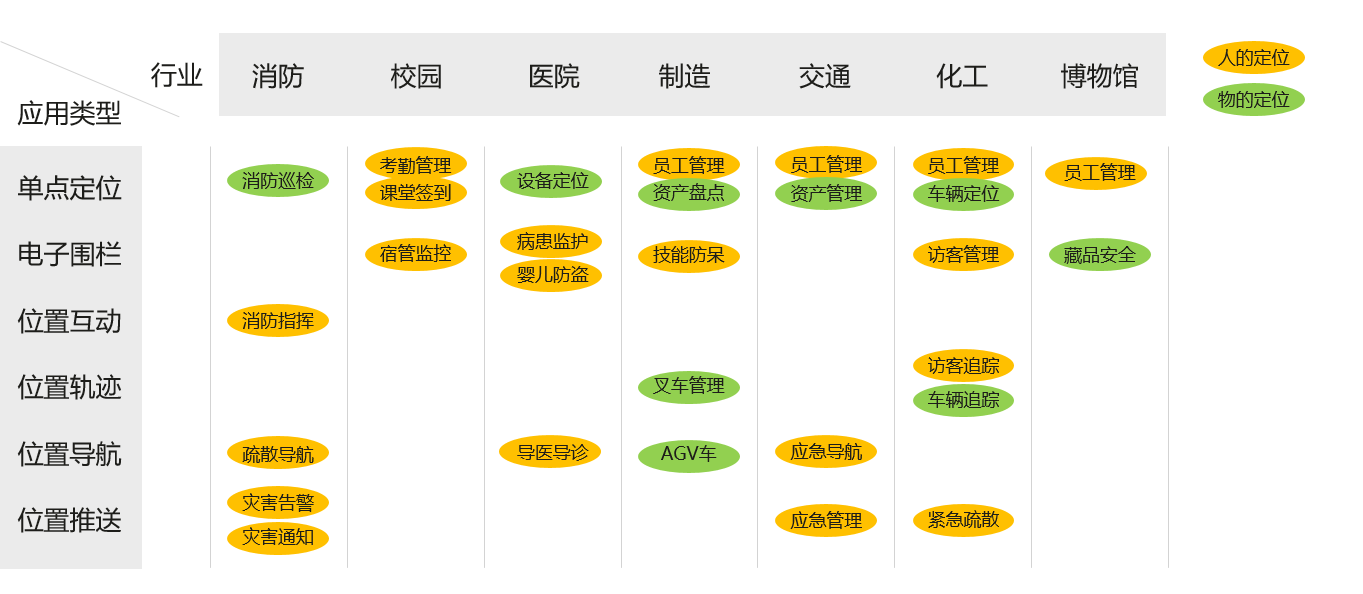 行业
消防
校园
医院
制造
交通
化工
博物馆
人的定位
物的定位
应用类型
单点定位
消防巡检
考勤管理
课堂签到
设备定位
员工管理
资产盘点
员工管理
资产管理
员工管理
车辆定位
员工管理
电子围栏
宿管监控
病患监护
婴儿防盗
技能防呆
访客管理
藏品安全
位置互动
消防指挥
位置轨迹
叉车管理
访客追踪
车辆追踪
位置导航
疏散导航
导医导诊
AGV车
应急导航
位置推送
灾害告警
灾害通知
应急管理
紧急疏散